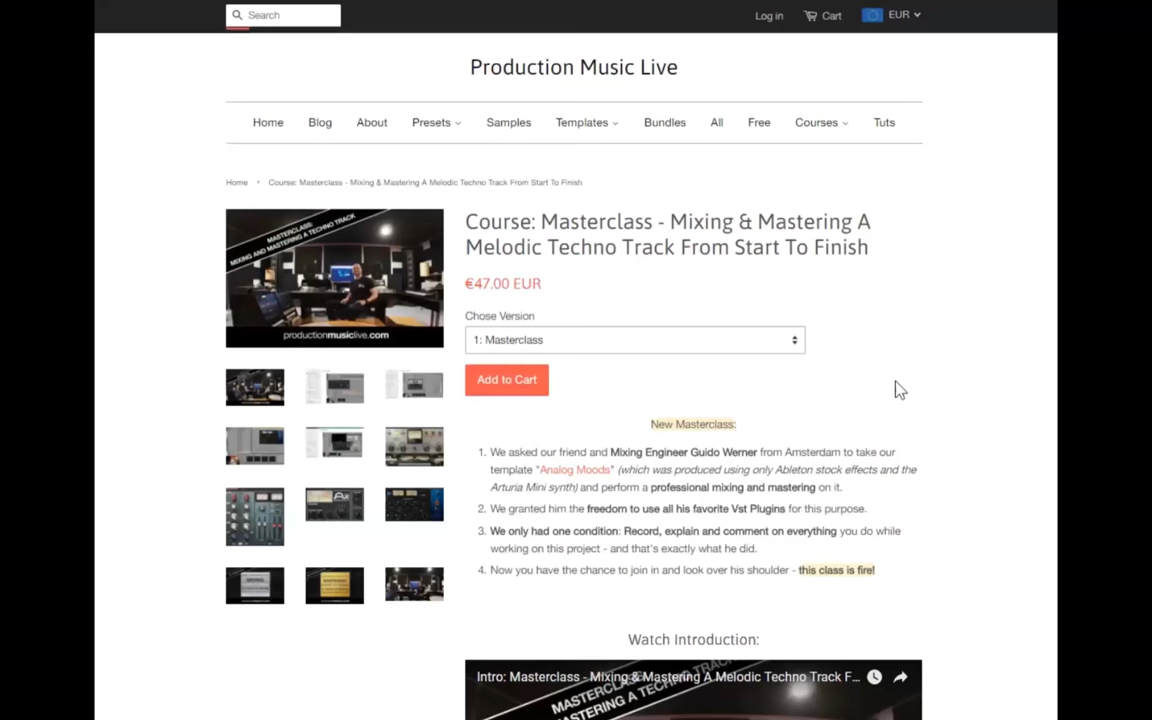 Search
Log in
Cart
EUR
Production Music Live
Home
Blog
About
Presets
Samples
Templates
Bundles
All
Free
Courses
Tuts
Home › Course: Masterclass - Mixing & Mastering A Melodic Techno Track From Start To Finish
MASTERCLASS:
MIXING AND MASTERING A TECHNO TRACK
productionmusiclive.com
Course: Masterclass - Mixing & Mastering A
Melodic Techno Track From Start To Finish
€47.00 EUR
Chose Version
1: Masterclass
Add to Cart
New Masterclass:
1. We asked our friend and Mixing Engineer Guido Werner from Amsterdam to take our
template "Analog Moods" (which was produced using only Ableton stock effects and the
Arturia Mini synth) and perform a professional mixing and mastering on it.
2. We granted him the freedom to use all his favorite Vst Plugins for this purpose.
3. We only had one condition: Record, explain and comment on everything you do while
working on this project - and that's exactly what he did.
4. Now you have the chance to join in and look over his shoulder - this class is fire!
MIXING
MASTERING
Watch Introduction:
Intro: Masterclass - Mixing & Mastering A Melodic Techno Track F...
MASTERCLASS:
MASTERING A TECHNO TRACK